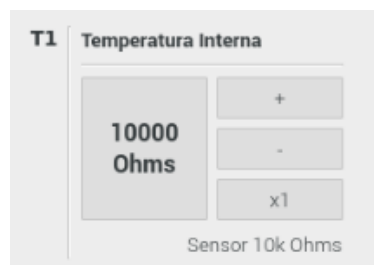 T1 Temperatura Interna
10000
Ohms
+
-
x1
Sensor 10k Ohms